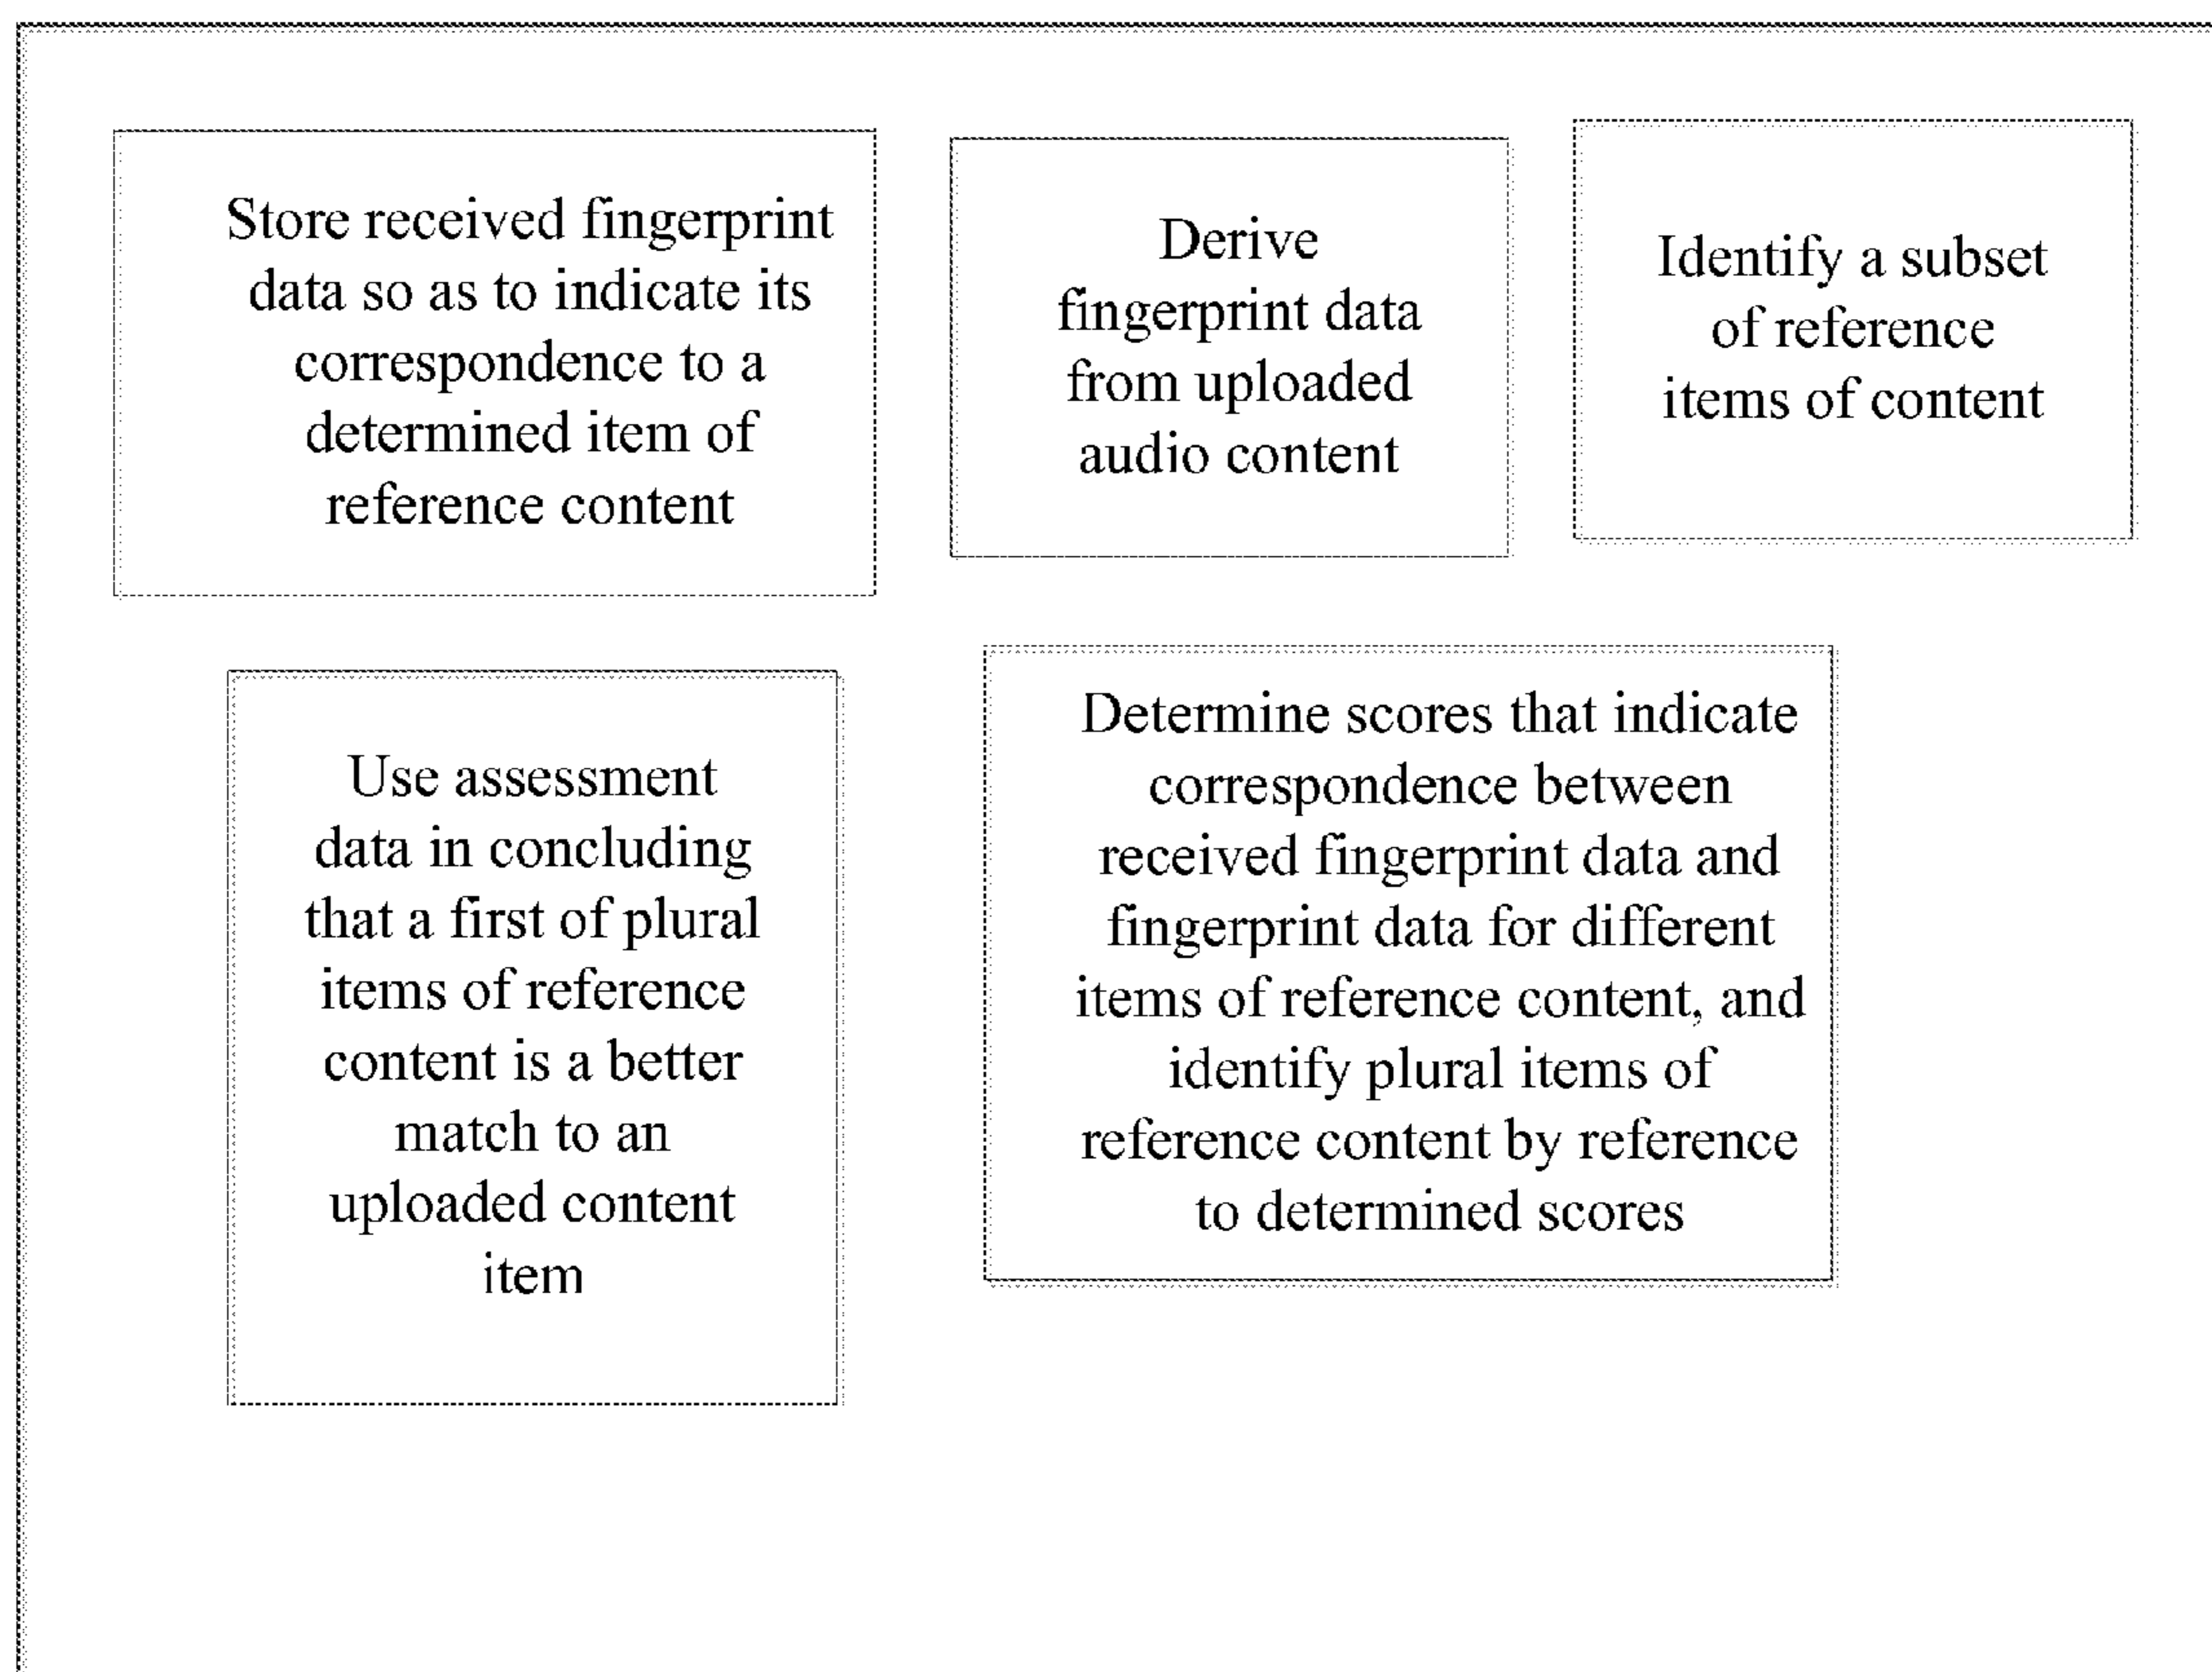 Store received fingerprint
data so as to indicate its
correspondence to a
determined item of
reference content
Derive
fingerprint data
from uploaded
audio content
Identify a subset
of reference
items of content
Use assessment
data in concluding
that a first of plural
items of reference
content is a better
match to an
uploaded content
item
Determine scores that indicate
correspondence between
received fingerprint data and
fingerprint data for different
items of reference content, and
identify plural items of
reference content by reference
to determined scores